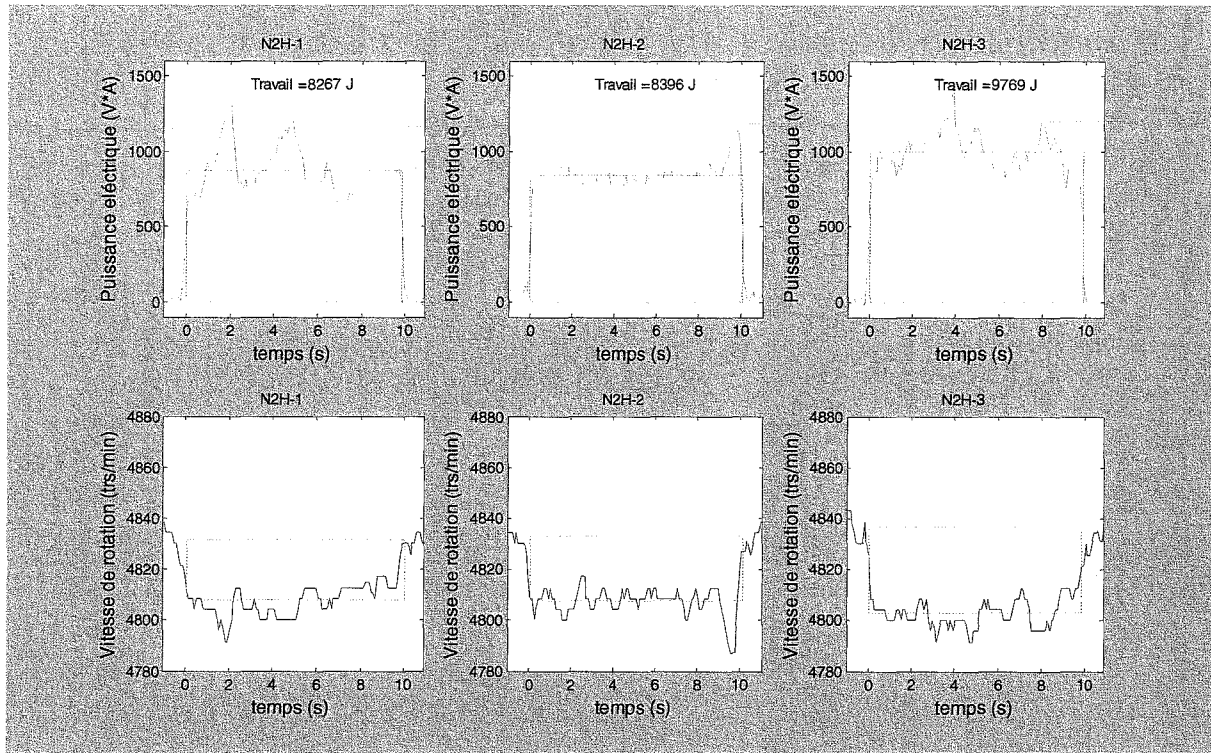 N2H-1
N2H-2
N2H-3
Puissance eléctrique (V*A)
1500
1000
500
0
Travail =8267 J
0 2 4 6 8 10
temps (s)
Puissance eléctrique (V*A)
1500
1000
500
0
Travail =8396 J
0 2 4 6 8 10
temps (s)
Puissance eléctrique (V*A)
1500
1000
500
0
Travail =9769 J
0 2 4 6 8 10
temps (s)
N2H-1
N2H-2
N2H-3
Vitesse de rotation (trs/min)
4880
4860
4840
4820
4800
4780
0 2 4 6 8 10
temps (s)
Vitesse de rotation (trs/min)
4880
4860
4840
4820
4800
4780
0 2 4 6 8 10
temps (s)
Vitesse de rotation (trs/min)
4880
4860
4840
4820
4800
4780
0 2 4 6 8 10
temps (s)